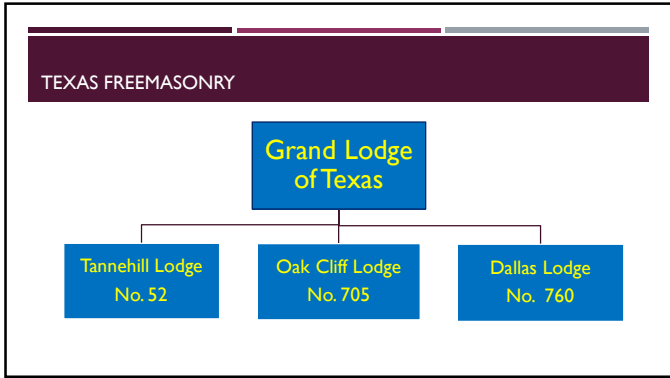 TEXAS FREEMASONRY
Grand Lodge
of Texas
Tannehill Lodge
No. 52
Oak Cliff Lodge
No. 705
Dallas Lodge
No. 760